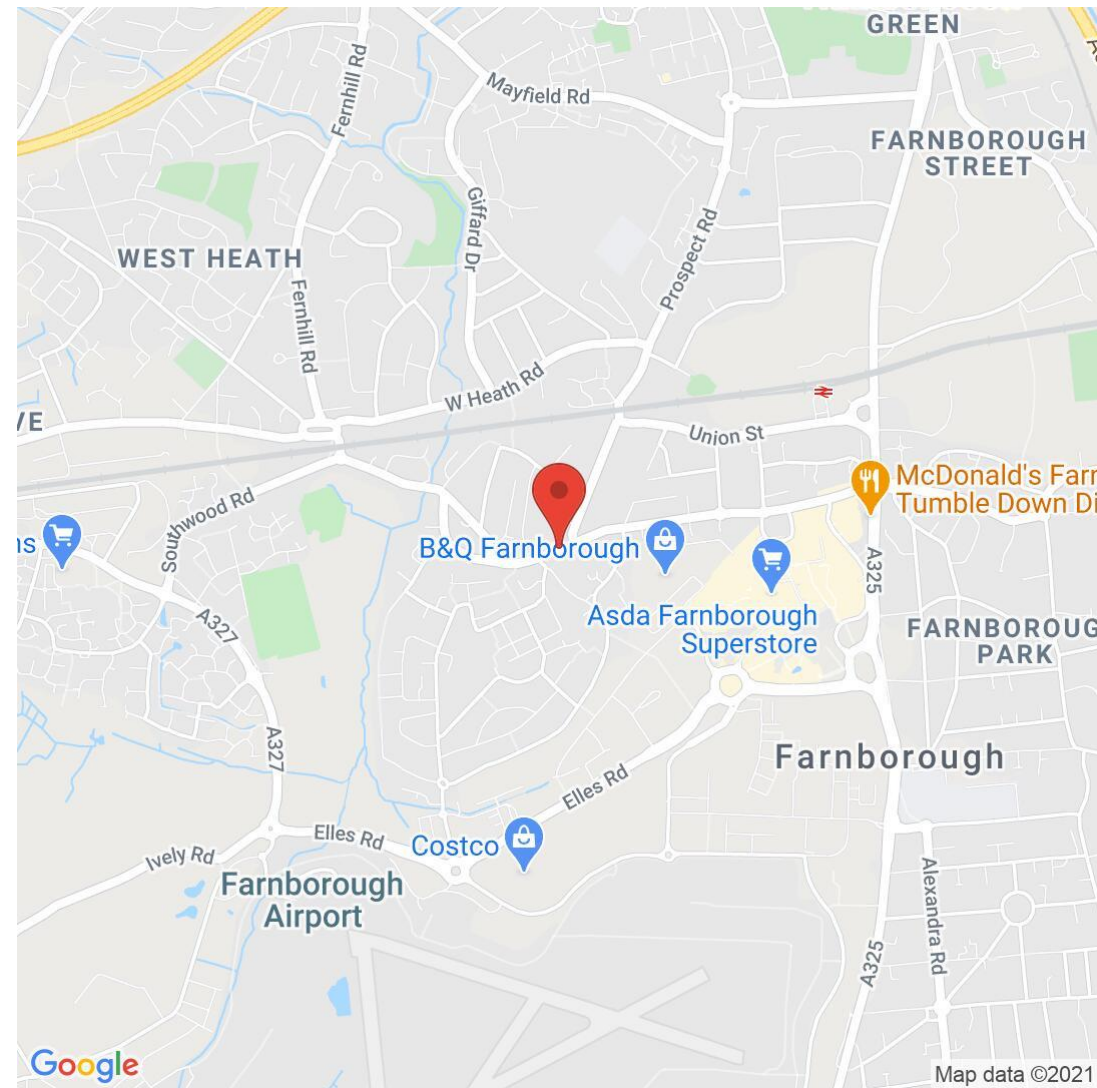 GREEN
Mayfield Rd
Fernhill Rd
FARNBOROUGH
STREET
Giffard Dr
Prospect Rd
WEST HEATH
Fernhill Rd
W Heath Rd
VE
Union St
McDonald's Farn
Tumble Down Di
Southwood Rd
ns
B&Q Farnborough
A325
Asda Farnborough
Superstore
A327
FARNBOROUG
PARK
A327
Farnborough
Elles Rd
Elles Rd
Costco
Ively Rd
Farnborough
Airport
Alexandra Rd
A325
Google
Map data ©2021